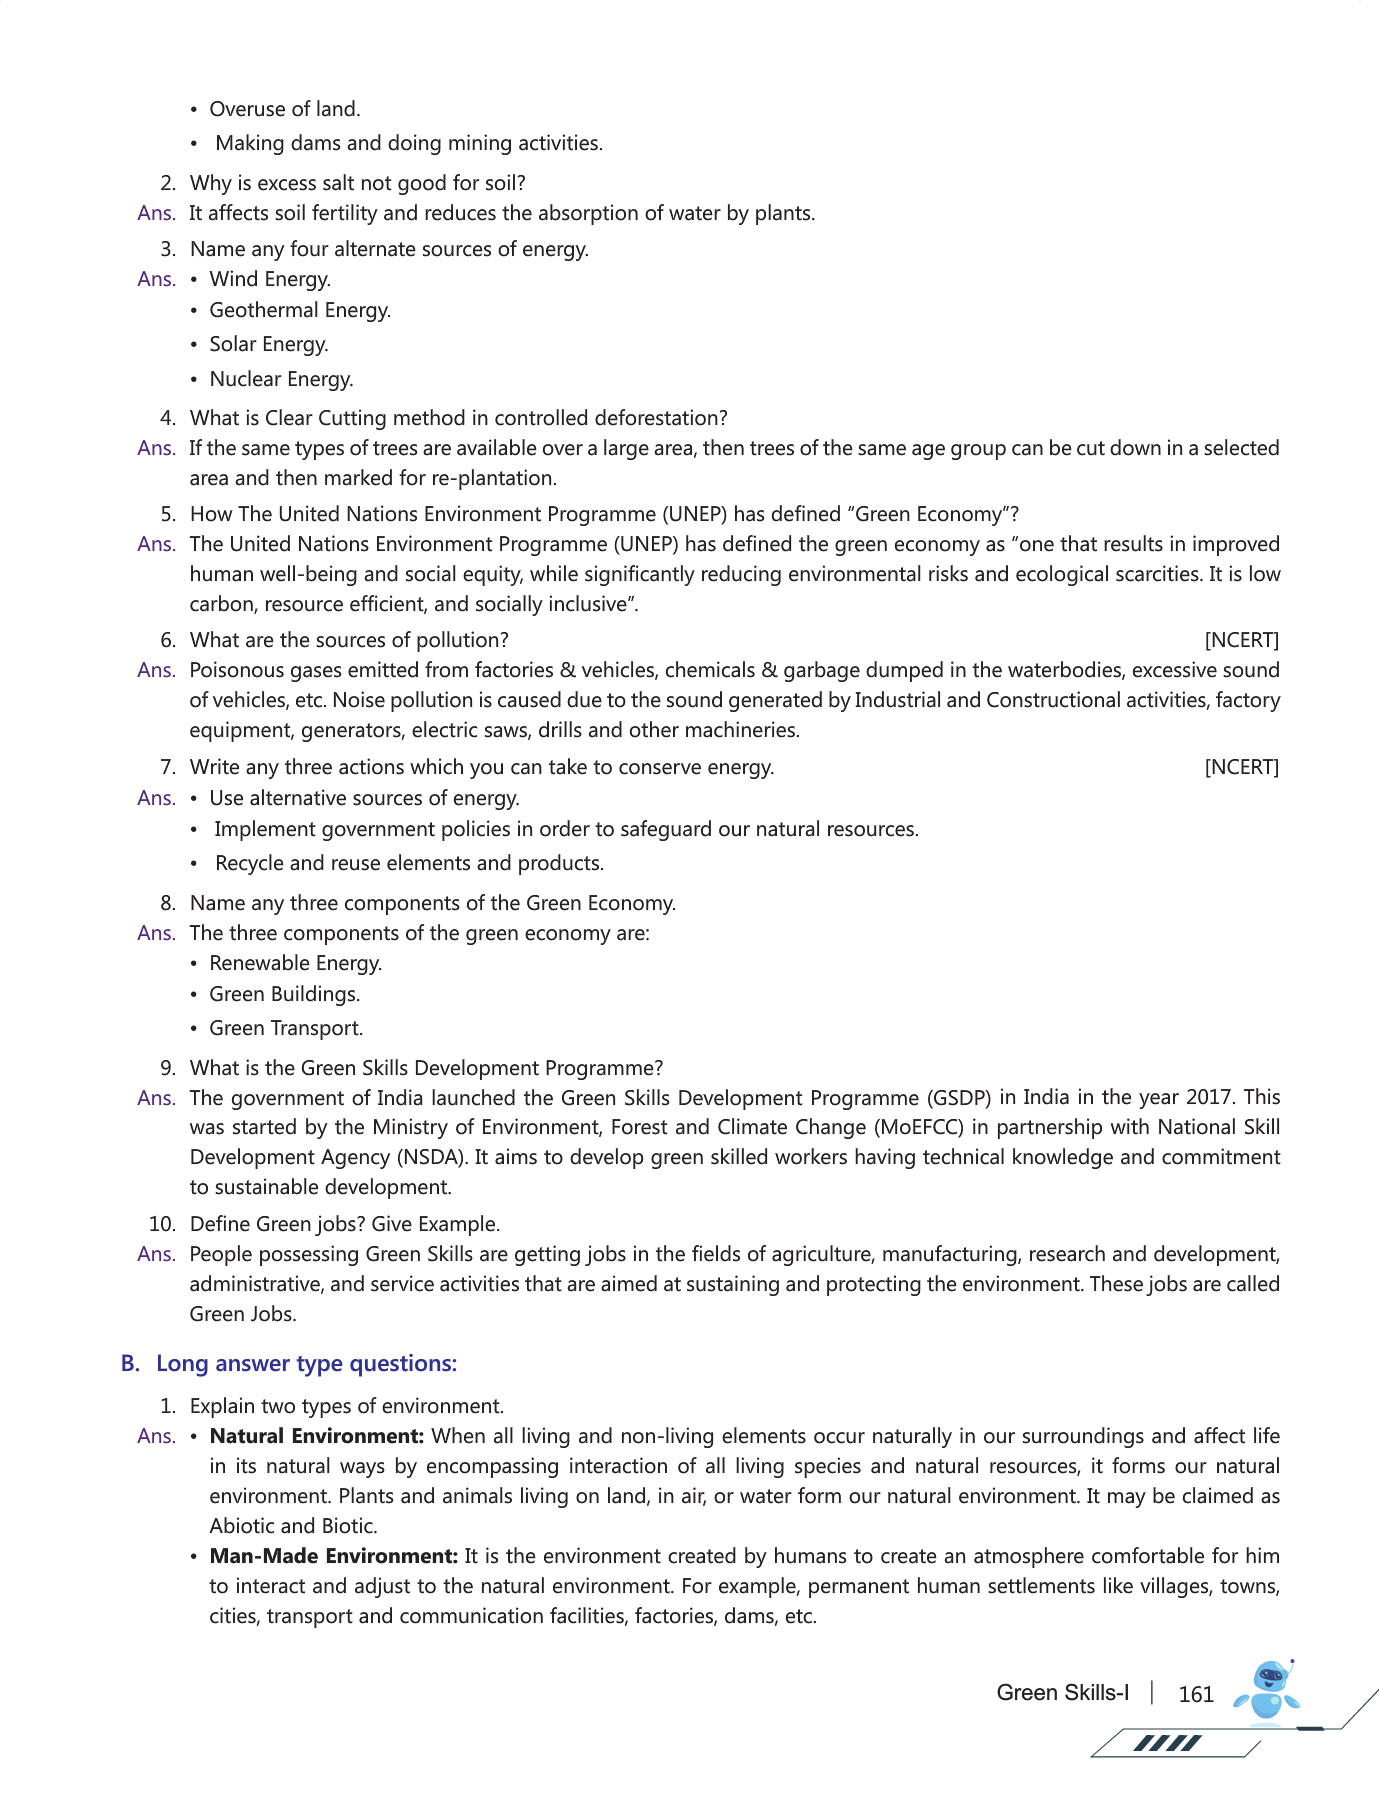 • Overuse of land.
• Making dams and doing mining activities.
2. Why is excess salt not good for soil?
Ans. It affects soil fertility and reduces the absorption of water by plants.
3. Name any four alternate sources of energy.
Ans. • Wind Energy.
• Geothermal Energy.
• Solar Energy.
• Nuclear Energy.
4. What is Clear Cutting method in controlled deforestation?
Ans. If the same types of trees are available over a large area, then trees of the same age group can be cut down in a selected
area and then marked for re-plantation.
5. How The United Nations Environment Programme (UNEP) has defined “Green Economy”?
Ans. The United Nations Environment Programme (UNEP) has defined the green economy as “one that results in improved
human well-being and social equity, while significantly reducing environmental risks and ecological scarcities. It is low
carbon, resource efficient, and socially inclusive”.
6. What are the sources of pollution? [NCERT]
Ans. Poisonous gases emitted from factories & vehicles, chemicals & garbage dumped in the waterbodies, excessive sound
of vehicles, etc. Noise pollution is caused due to the sound generated by Industrial and Constructional activities, factory
equipment, generators, electric saws, drills and other machineries.
7. Write any three actions which you can take to conserve energy. [NCERT]
Ans. • Use alternative sources of energy.
• Implement government policies in order to safeguard our natural resources.
• Recycle and reuse elements and products.
8. Name any three components of the Green Economy.
Ans. The three components of the green economy are:
• Renewable Energy.
• Green Buildings.
• Green Transport.
9. What is the Green Skills Development Programme?
Ans. The government of India launched the Green Skills Development Programme (GSDP) in India in the year 2017. This
was started by the Ministry of Environment, Forest and Climate Change (MoEFCC) in partnership with National Skill
Development Agency (NSDA). It aims to develop green skilled workers having technical knowledge and commitment
to sustainable development.
10. Define Green jobs? Give Example.
Ans. People possessing Green Skills are getting jobs in the fields of agriculture, manufacturing, research and development,
administrative, and service activities that are aimed at sustaining and protecting the environment. These jobs are called
Green Jobs.
B. Long answer type questions:
1. Explain two types of environment.
Ans. • Natural Environment: When all living and non-living elements occur naturally in our surroundings and affect life
in its natural ways by encompassing interaction of all living species and natural resources, it forms our natural
environment. Plants and animals living on land, in air, or water form our natural environment. It may be claimed as
Abiotic and Biotic.
• Man-Made Environment: It is the environment created by humans to create an atmosphere comfortable for him
to interact and adjust to the natural environment. For example, permanent human settlements like villages, towns,
cities, transport and communication facilities, factories, dams, etc.
Green Skills-I | 161